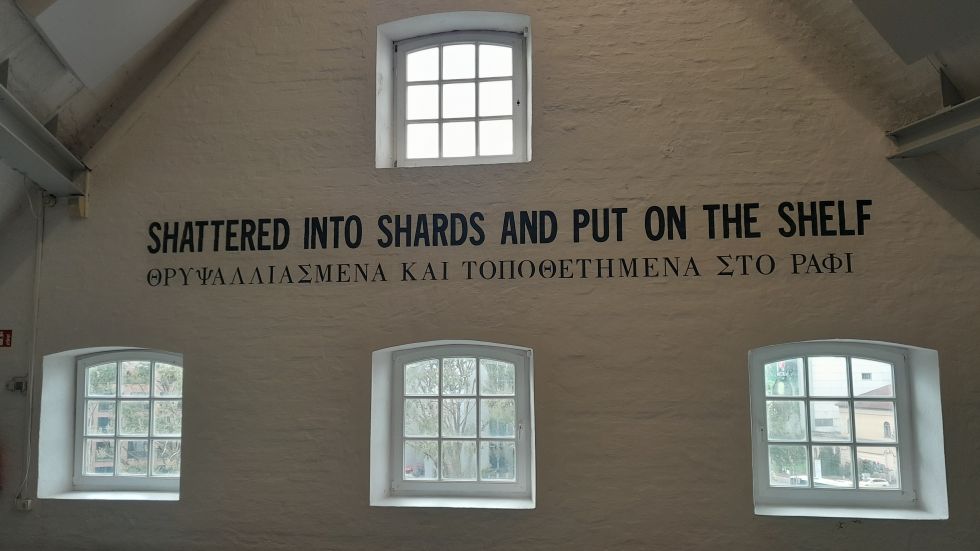 SHATTERED INTO SHARDS AND PUT ON THE SHELF
ΘΡΥΨΑΛΛΙΑΣΜΕΝΑ ΚΑΙ ΤΟΠΟΘΕΤΗΜΕΝΑ ΣΤΟ ΡΑΦΙ